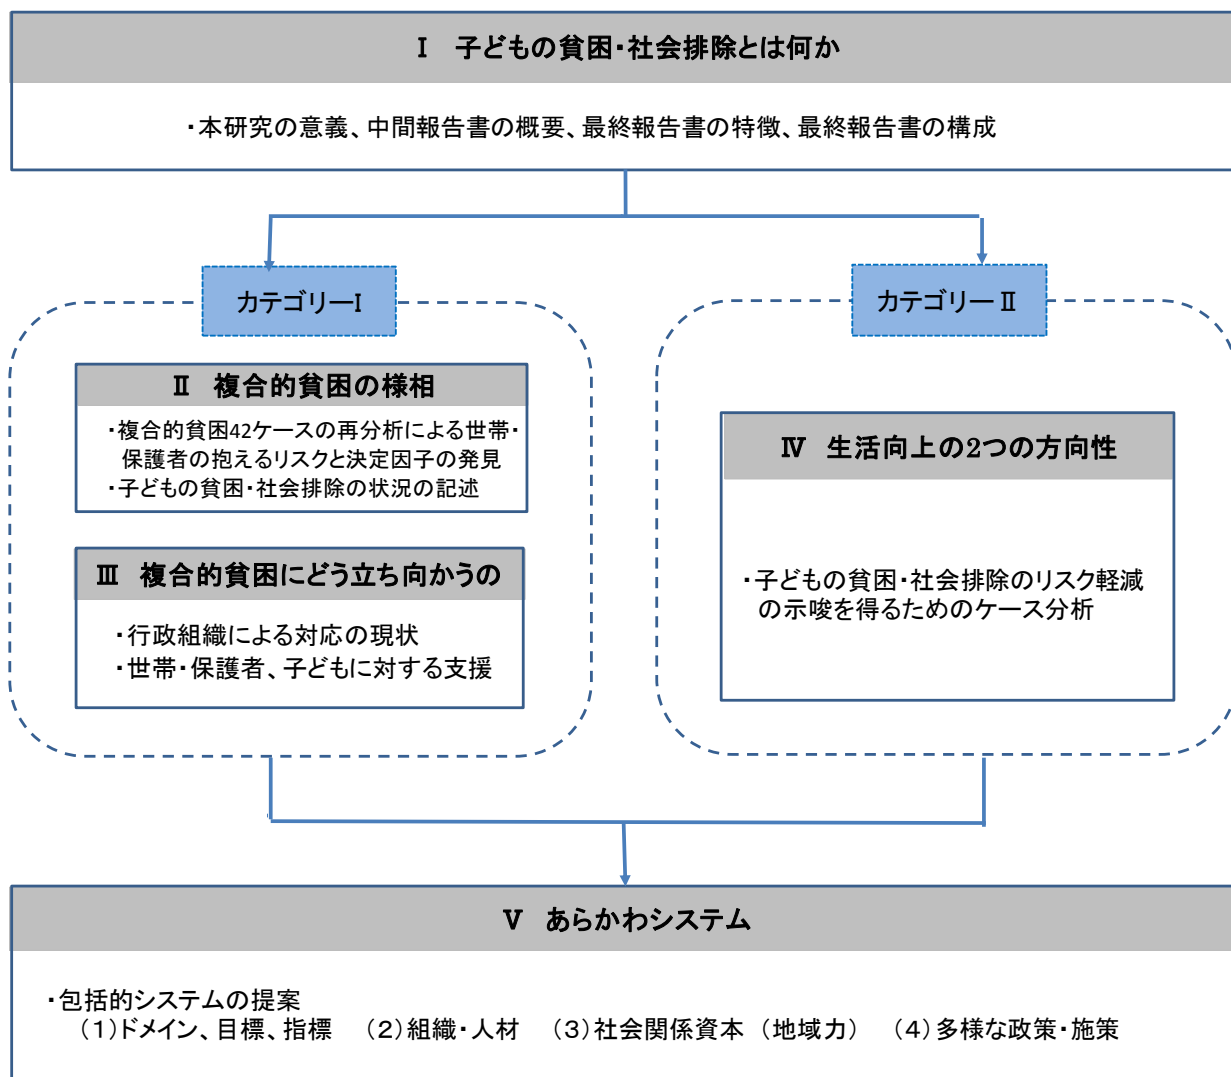 Ⅰ 子どもの貧困・社会排除とは何か
・本研究の意義、中間報告書の概要、最終報告書の特徴、最終報告書の構成
カテゴリーⅠ
Ⅱ 複合的貧困の様相
・複合的貧困42ケースの再分析による世帯・
保護者の抱えるリスクと決定因子の発見
・子どもの貧困・社会排除の状況の記述
Ⅲ 複合的貧困にどう立ち向かうの
・行政組織による対応の現状
・世帯・保護者、子どもに対する支援
カテゴリーⅡ
Ⅳ 生活向上の2つの方向性
・子どもの貧困・社会排除のリスク軽減
の示唆を得るためのケース分析
Ⅴ あらかわシステム
・包括的システムの提案
(1)ドメイン、目標、指標 (2)組織・人材 (3)社会関係資本(地域力) (4)多様な政策・施策